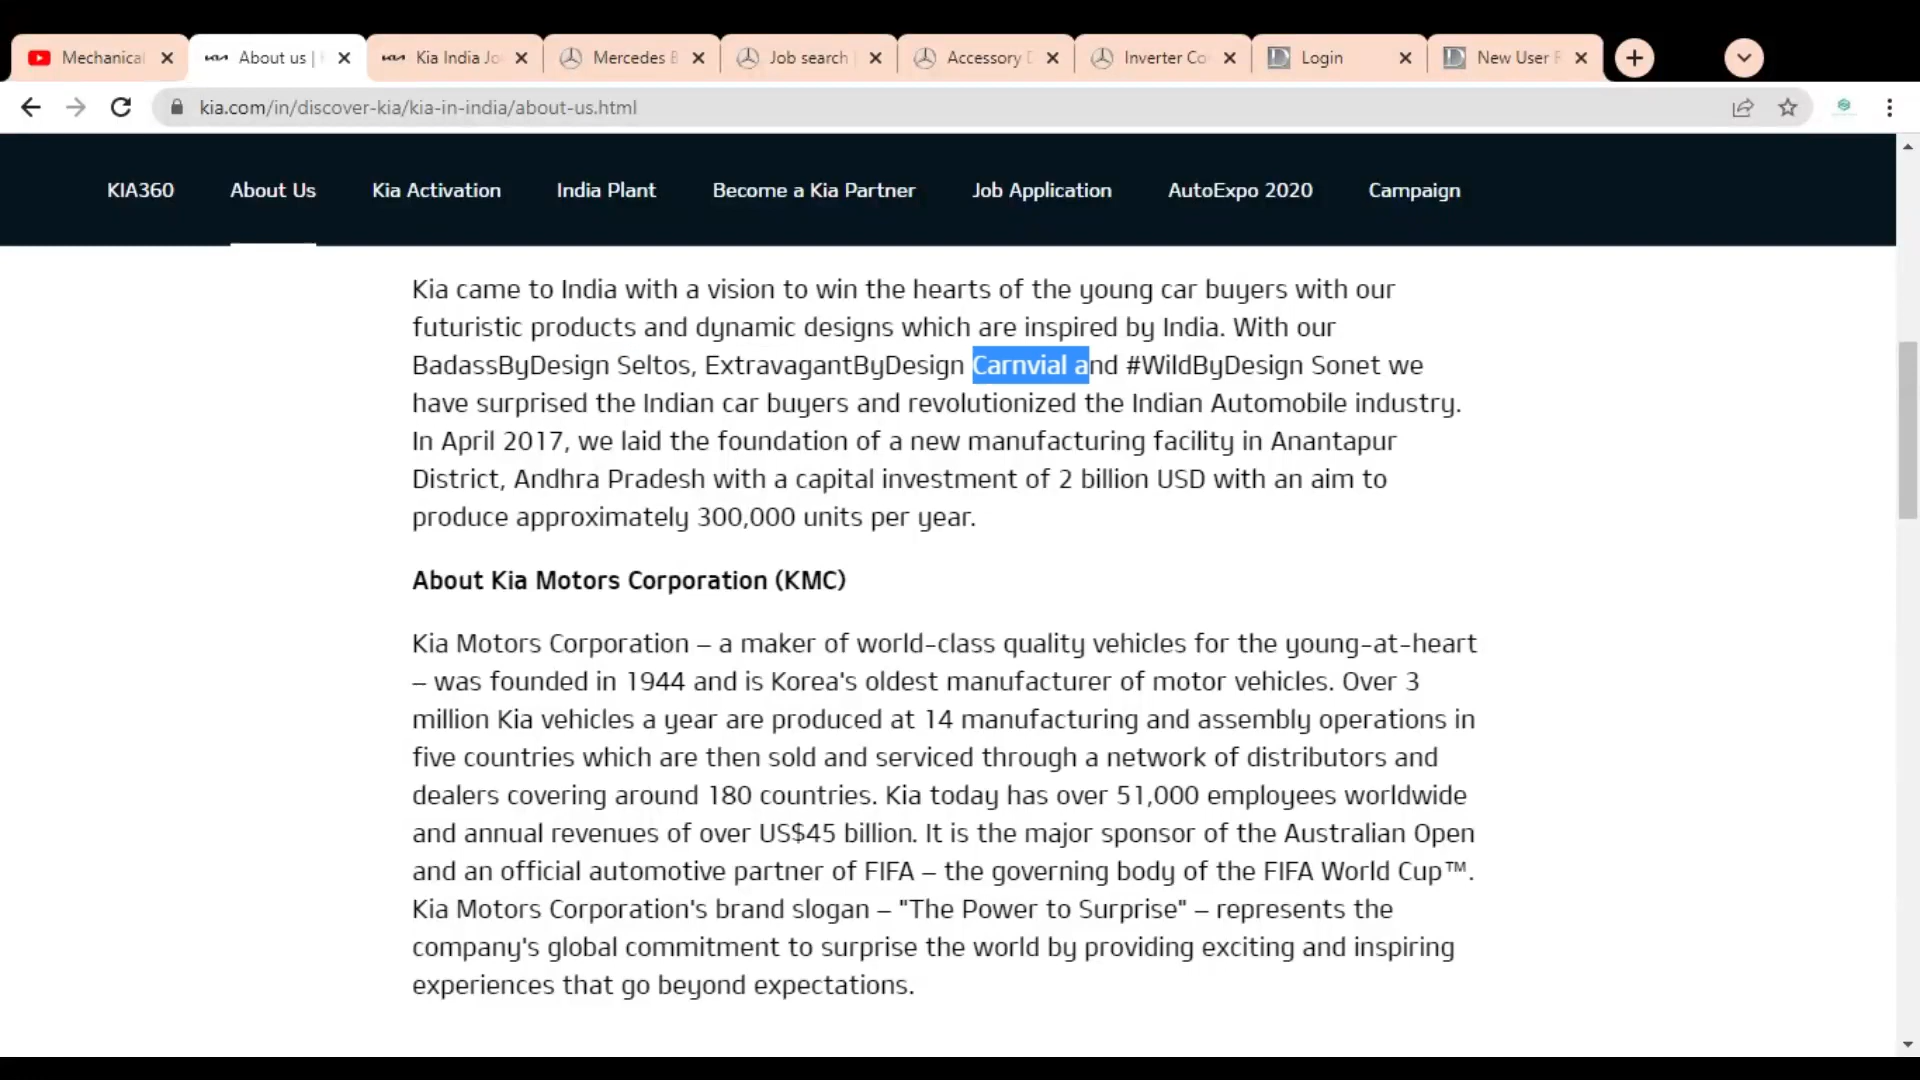 Mechanical
About us |
Kia India Jo
Mercedes B
Job search
Accessory D
Inverter Co
Login
New User R
kia.com/in/discover-kia/kia-in-india/about-us.html
KIA360 About Us Kia Activation India Plant Become a Kia Partner Job Application AutoExpo 2020 Campaign
Kia came to India with a vision to win the hearts of the young car buyers with our
futuristic products and dynamic designs which are inspired by India. With our
BadassByDesign Seltos, ExtravagantByDesign Carnvial and #WildByDesign Sonet we
have surprised the Indian car buyers and revolutionized the Indian Automobile industry.
In April 2017, we laid the foundation of a new manufacturing facility in Anantapur
District, Andhra Pradesh with a capital investment of 2 billion USD with an aim to
produce approximately 300,000 units per year.
About Kia Motors Corporation (KMC)
Kia Motors Corporation – a maker of world-class quality vehicles for the young-at-heart
– was founded in 1944 and is Korea's oldest manufacturer of motor vehicles. Over 3
million Kia vehicles a year are produced at 14 manufacturing and assembly operations in
five countries which are then sold and serviced through a network of distributors and
dealers covering around 180 countries. Kia today has over 51,000 employees worldwide
and annual revenues of over US$45 billion. It is the major sponsor of the Australian Open
and an official automotive partner of FIFA – the governing body of the FIFA World Cup™.
Kia Motors Corporation's brand slogan – "The Power to Surprise" – represents the
company's global commitment to surprise the world by providing exciting and inspiring
experiences that go beyond expectations.